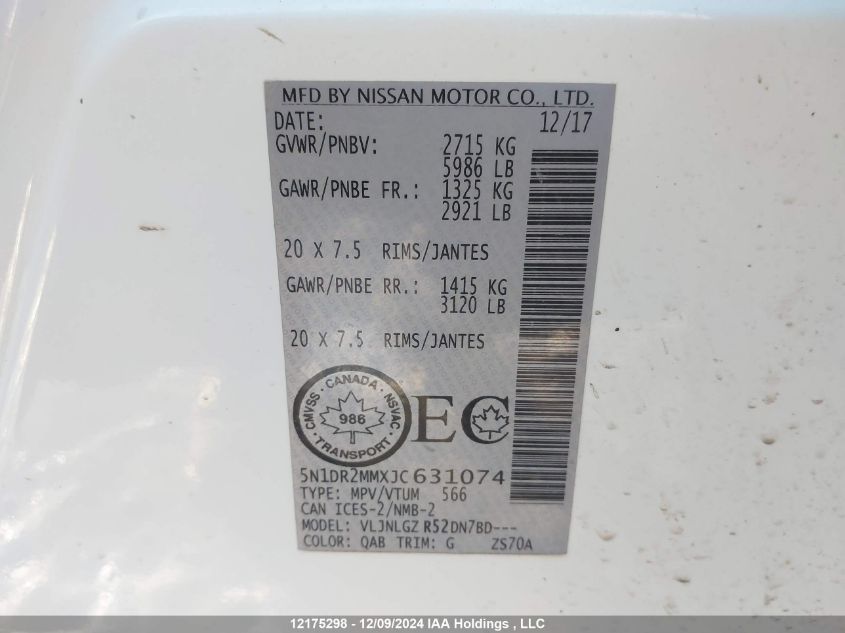 MFD BY NISSAN MOTOR CO., LTD.
DATE: 12/17
GVWR/PNBV: 2715 KG
5986 LB
GAWR/PNBE FR.: 1325 KG
2921 LB
20 X 7.5 RIMS/JANTES
GAWR/PNBE RR.: 1415 KG
3120 LB
20 X 7.5 RIMS/JANTES
CMVSS · CANADA · NSVAC
986
TRANSPORT
EC
5N1DR2MMXJC631074
TYPE: MPV/VTUM 566
CAN ICES-2/NMB-2
MODEL: VLJNLGZ R52DN7BD---
COLOR: QAB TRIM: G ZS70A
12175298 - 12/09/2024 IAA Holdings , LLC